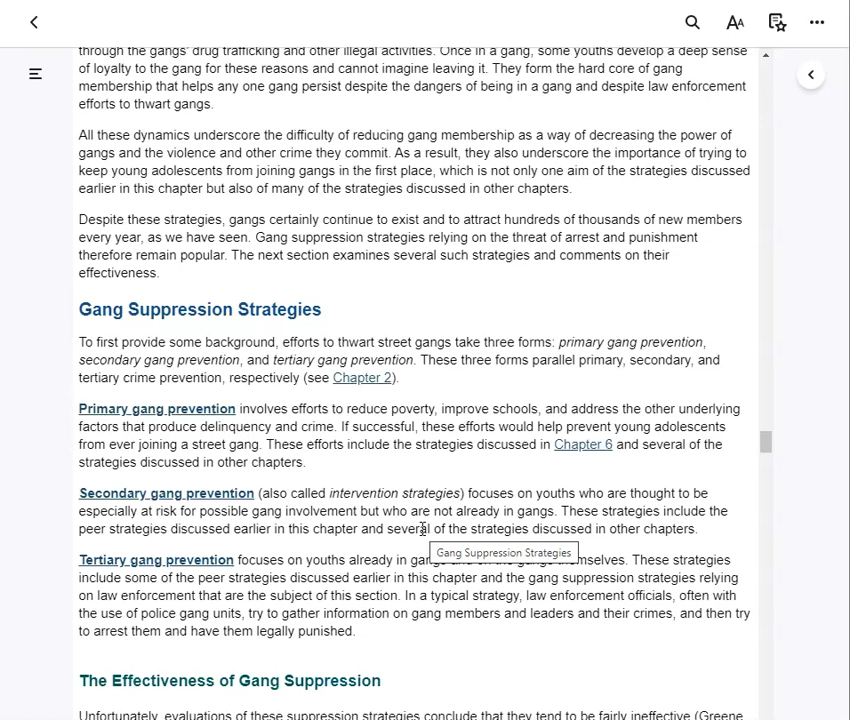 through the gangs' drug trafficking and other illegal activities. Once in a gang, some youths develop a deep sense
of loyalty to the gang for these reasons and cannot imagine leaving it. They form the hard core of gang
membership that helps any one gang persist despite the dangers of being in a gang and despite law enforcement
efforts to thwart gangs.
All these dynamics underscore the difficulty of reducing gang membership as a way of decreasing the power of
gangs and the violence and other crime they commit. As a result, they also underscore the importance of trying to
keep young adolescents from joining gangs in the first place, which is not only one aim of the strategies discussed
earlier in this chapter but also of many of the strategies discussed in other chapters.
Despite these strategies, gangs certainly continue to exist and to attract hundreds of thousands of new members
every year, as we have seen. Gang suppression strategies relying on the threat of arrest and punishment
therefore remain popular. The next section examines several such strategies and comments on their
effectiveness.
Gang Suppression Strategies
To first provide some background, efforts to thwart street gangs take three forms: primary gang prevention,
secondary gang prevention, and tertiary gang prevention. These three forms parallel primary, secondary, and
tertiary crime prevention, respectively (see Chapter 2).
Primary gang prevention involves efforts to reduce poverty, improve schools, and address the other underlying
factors that produce delinquency and crime. If successful, these efforts would help prevent young adolescents
from ever joining a street gang. These efforts include the strategies discussed in Chapter 6 and several of the
strategies discussed in other chapters.
Secondary gang prevention (also called intervention strategies) focuses on youths who are thought to be
especially at risk for possible gang involvement but who are not already in gangs. These strategies include the
peer strategies discussed earlier in this chapter and several of the strategies discussed in other chapters.
Gang Suppression Strategies
Tertiary gang prevention focuses on youths already in These strategies
include some of the peer strategies discussed earlier in this chapter and the gang suppression strategies relying
on law enforcement that are the subject of this section. In a typical strategy, law enforcement officials, often with
the use of police gang units, try to gather information on gang members and leaders and their crimes, and then try
to arrest them and have them legally punished.
The Effectiveness of Gang Suppression
Unfortunately, evaluations of these suppression strategies conclude that they tend to be fairly ineffective (Greene